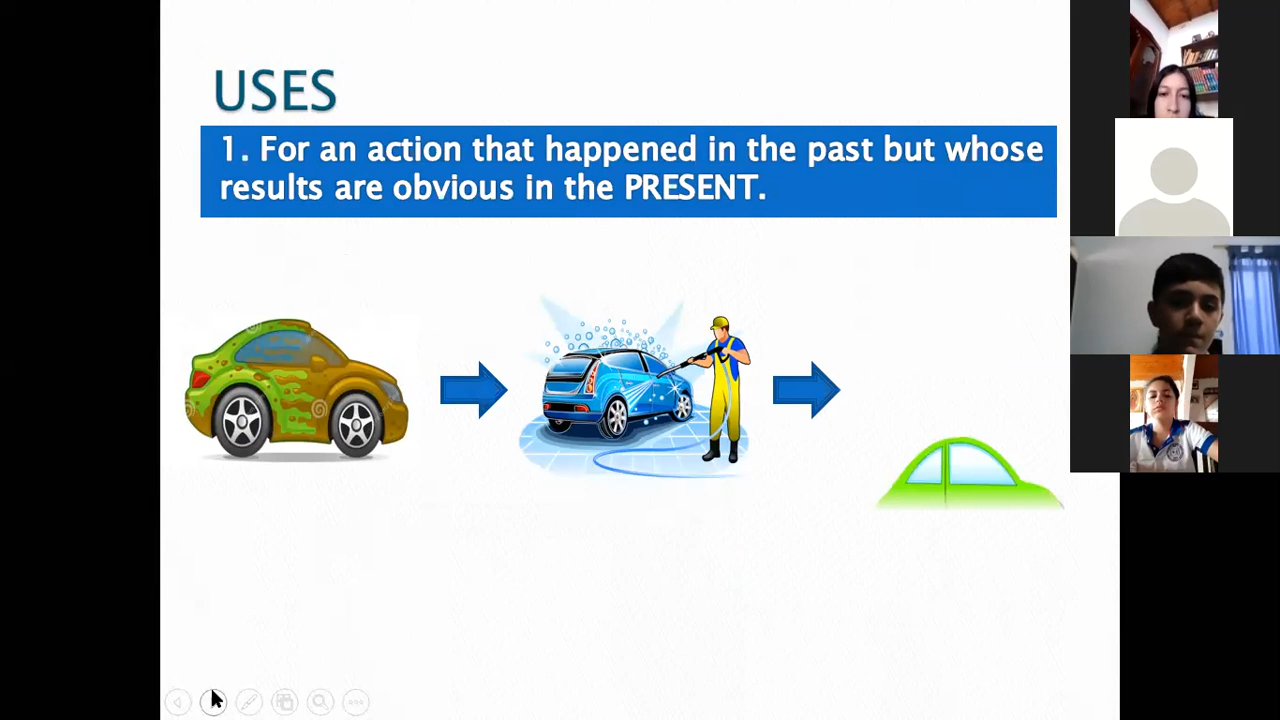 USES
1. For an action that happened in the past but whose
results are obvious in the PRESENT.